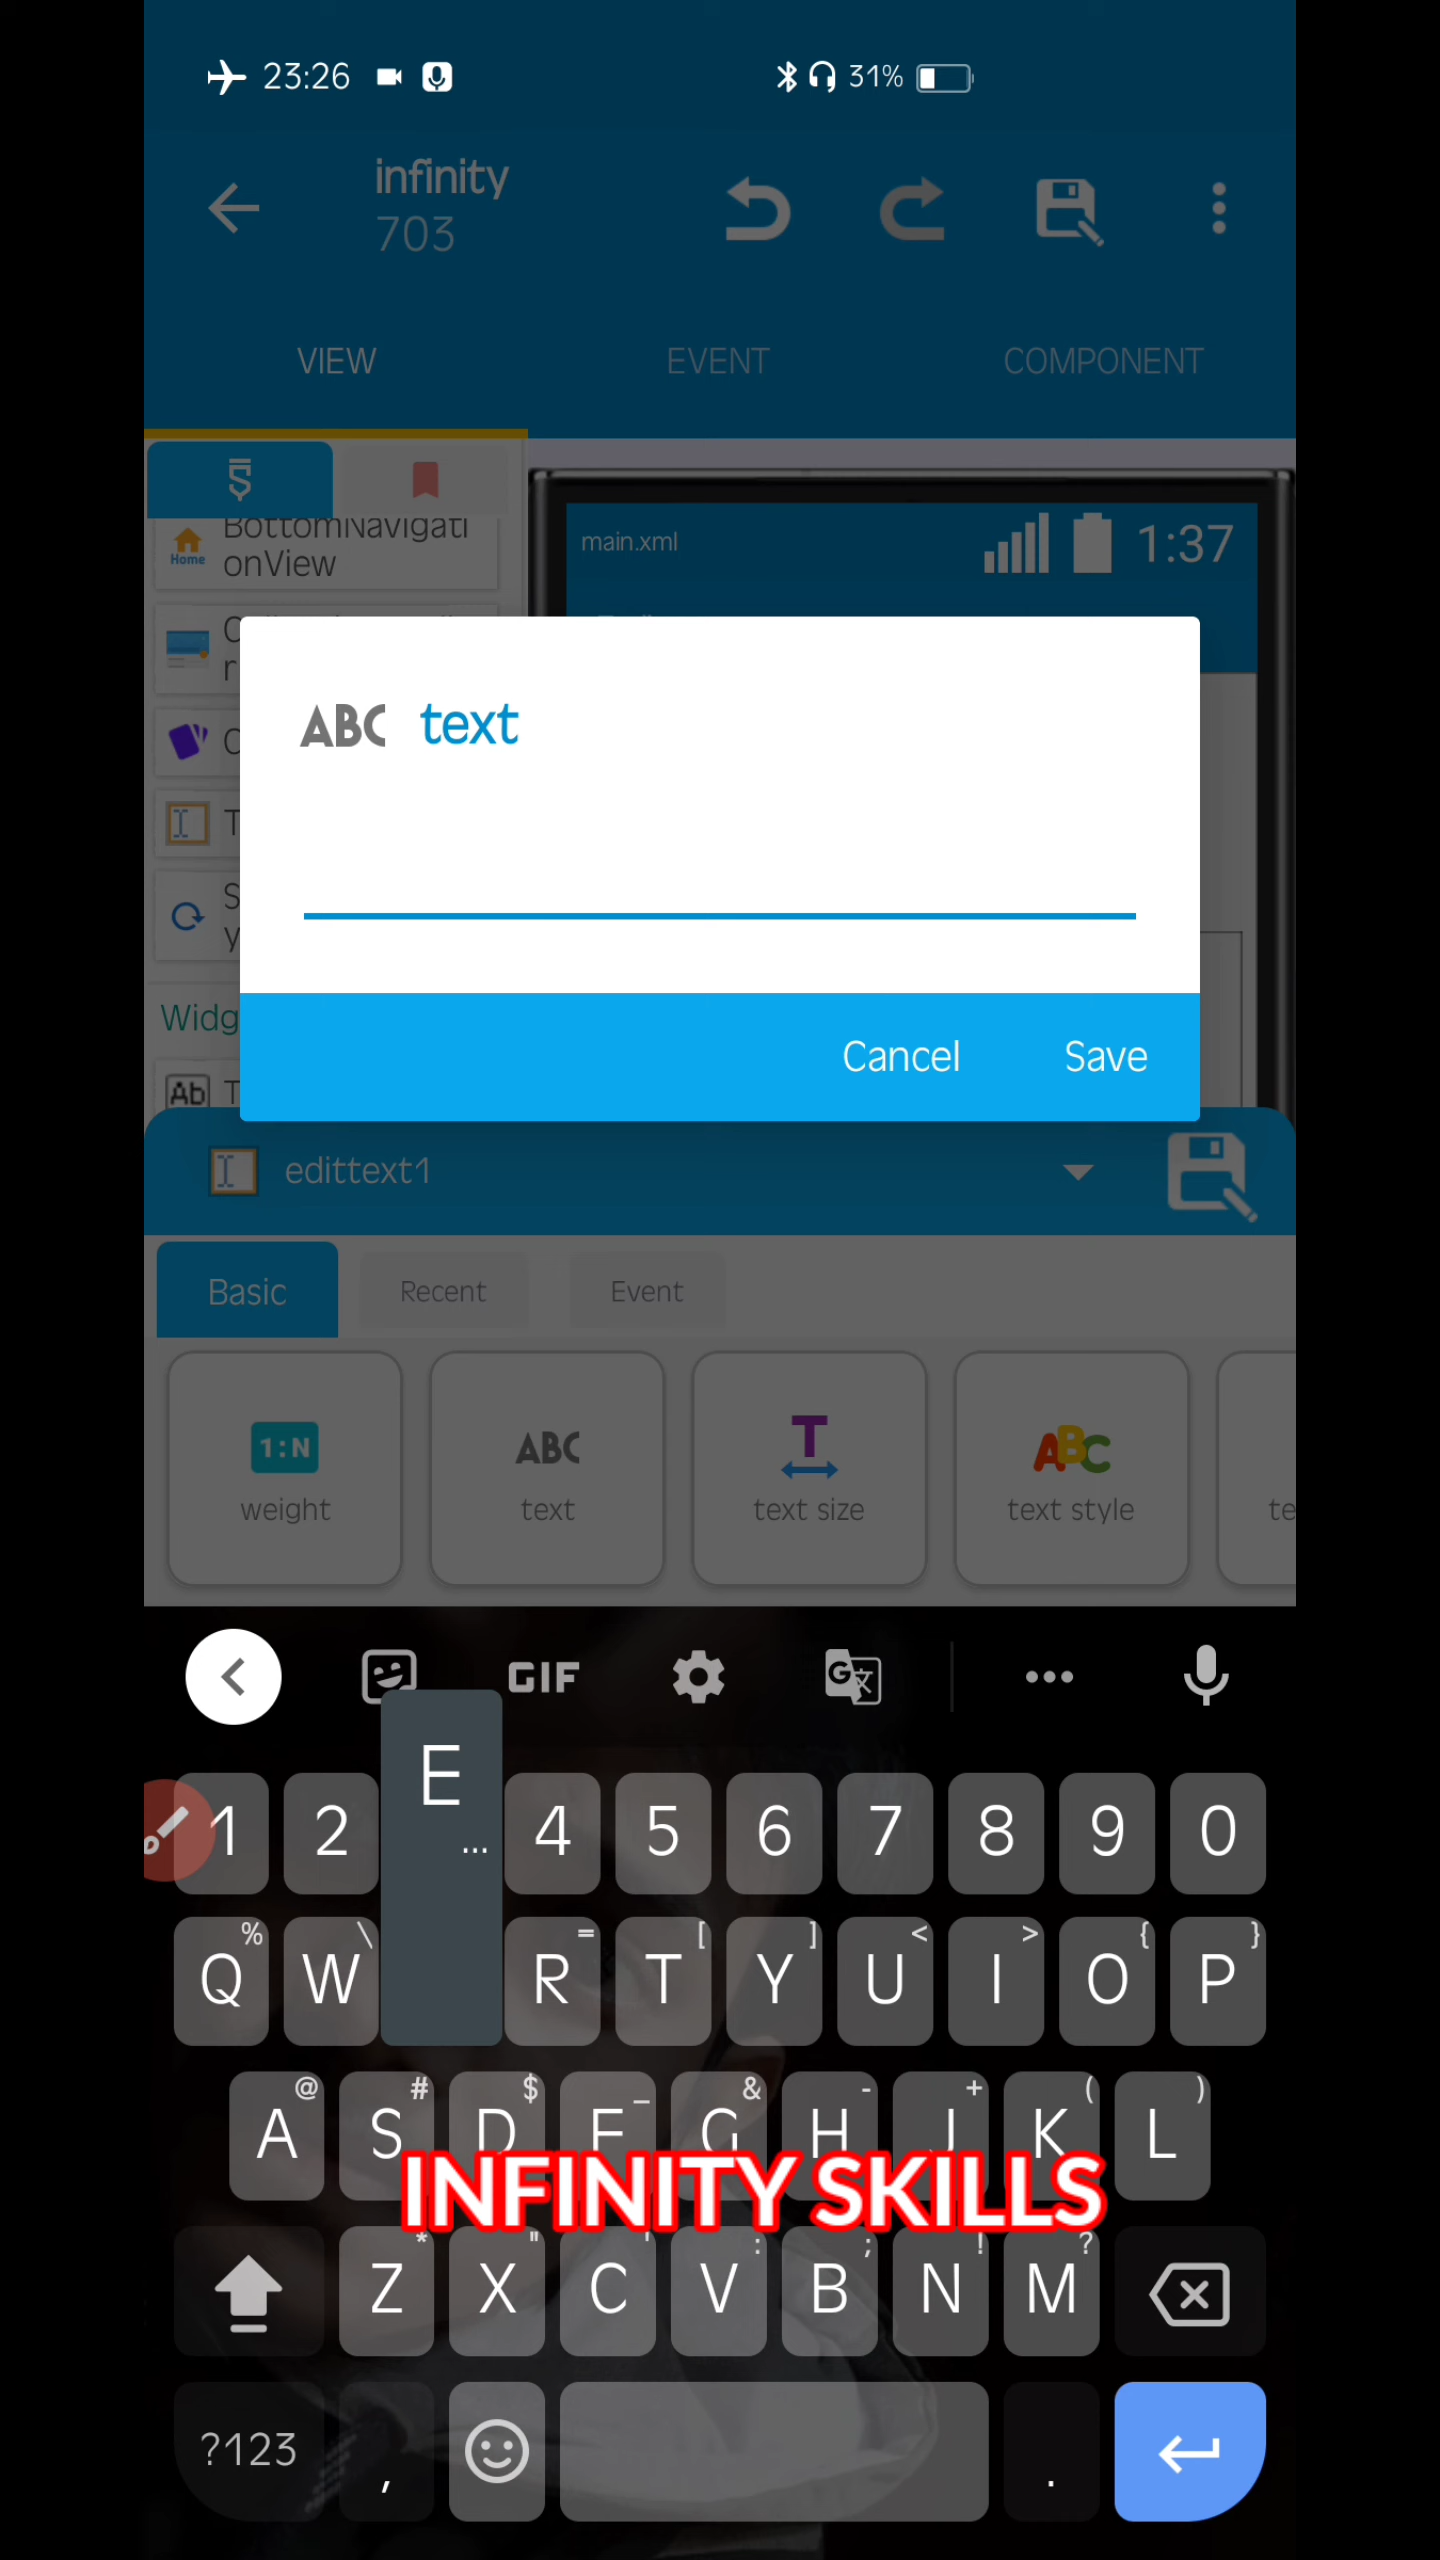 23:26
31%
infinity
703
VIEW
EVENT
COMPONENT
BottomNavigati
onView
main.xml
1:37
ABC text
Cancel
Save
Widg
Ab
edittext1
Basic
Recent
Event
1:N
weight
ABC
text
T
text size
ABC
text style
te
GIF
G
E
...
1 2 4 5 6 7 8 9 0
% \ = [ ] < > { }
Q W R T Y U I O P
@ # $ _ & - + ( )
A S D F G H J K L
INFINITY SKILLS
* " ' : ; ! ?
Z X C V B N M
?123 , .